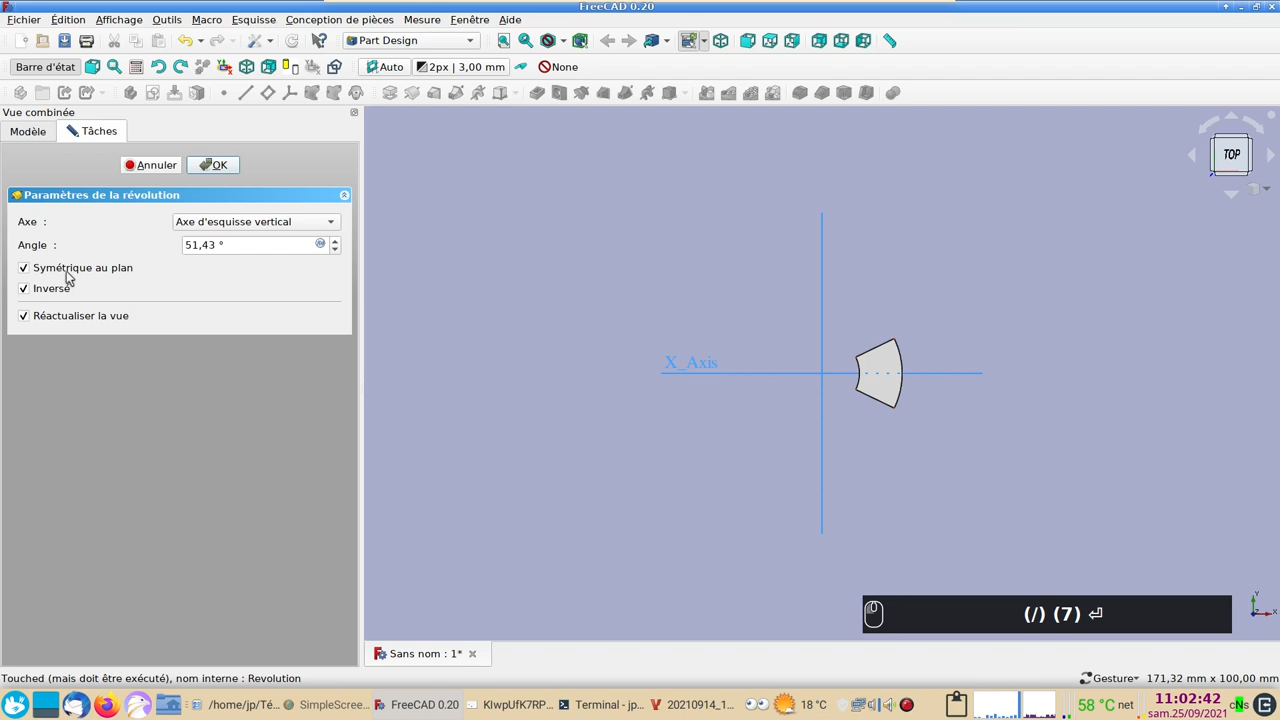 FreeCAD 0.20
Fichier Édition Affichage Outils Macro Esquisse Conception de pièces Mesure Fenêtre Aide
Part Design
Barre d'état Auto 2px | 3,00 mm None
Vue combinée
Modèle Tâches
Annuler OK
Paramètres de la révolution
Axe : Axe d'esquisse vertical
Angle : 51,43 °
Symétrique au plan
Inversé
Réactualiser la vue
TOP
X_Axis
(/) (7) ⏎
Y
X
Sans nom : 1*
Touched (mais doit être exécuté), nom interne : Revolution Gesture 171,32 mm x 100,00 mm
/home/jp/Té... SimpleScree... FreeCAD 0.20 KIwpUfK7RP... Terminal - jp... 20210914_1... 18 °C 58 °C net 11:02:42 cNs
sam.25/09/2021